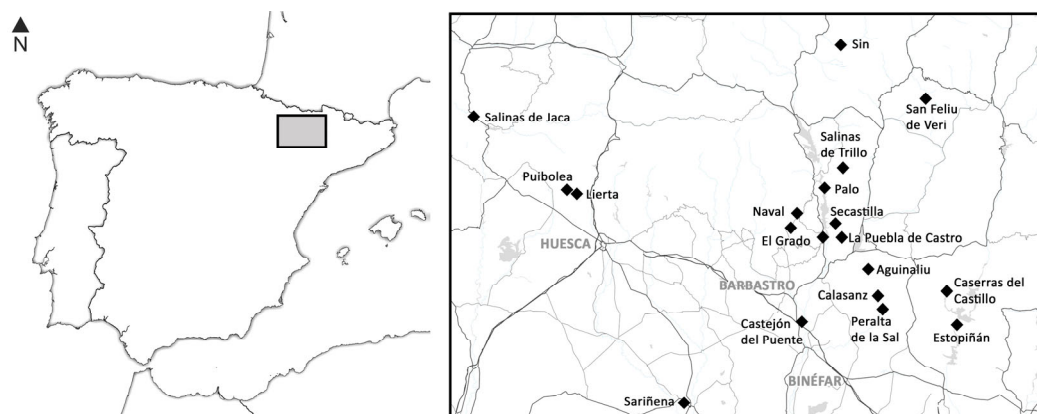 N
Sin
San Feliu
de Veri
Salinas de Jaca
Salinas
de Trillo
Puibolea
Lierta
Palo
Naval
Secastilla
El Grado
La Puebla de Castro
HUESCA
Aguinaliu
BARBASTRO
Calasanz
Caserras del
Castillo
Castejón
del Puente
Peralta
de la Sal
Estopiñán
BINÉFAR
Sariñena